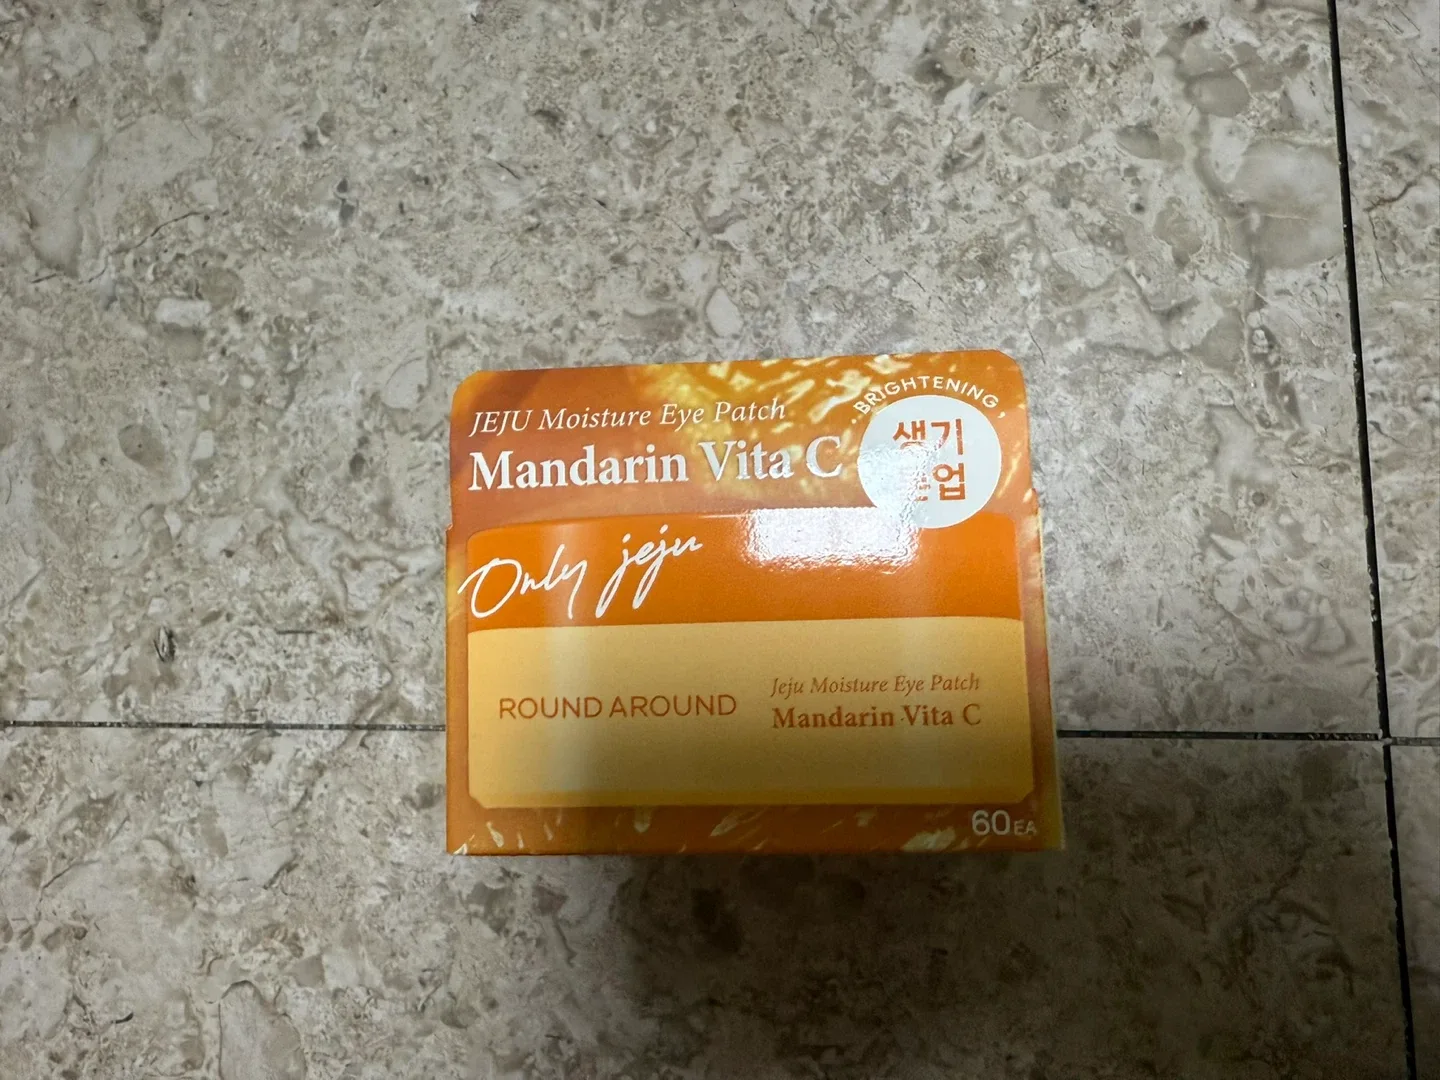 JEJU Moisture Eye Patch
Mandarin Vita C
BRIGHTENING
생기
업
Only jeju
ROUND AROUND
Jeju Moisture Eye Patch
Mandarin Vita C
60EA